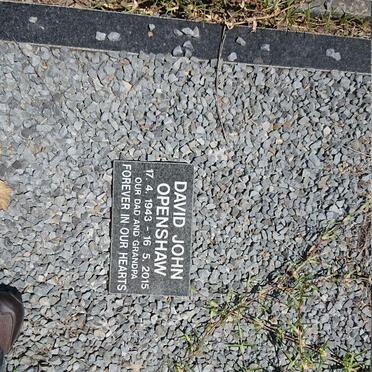 DAVID JOHN
OPENSHAW
17. 4. 1943 - 16. 5. 2015
OUR DAD AND GRANDPA
FOREVER IN OUR HEARTS